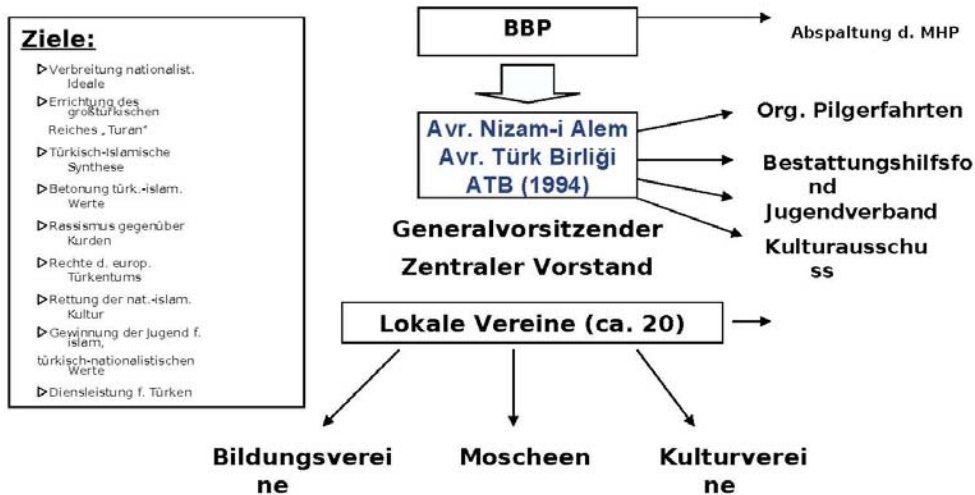 Ziele:
▷Verbreitung nationalist.
Ideale
▷Errichtung des
großtürkischen
Reiches „Turan"
▷Türkisch-Islamische
Synthese
▷Betonung türk.-islam.
Werte
▷Rassismus gegenüber
Kurden
▷Rechte d. europ.
Türkentums
▷Rettung der nat.-islam.
Kultur
▷Gewinnung der Jugend f.
islam,
türkisch-nationalistischen
Werte
▷Diensleistung f. Türken
BBP
Abspaltung d. MHP
Avr. Nizam-i Alem
Avr. Türk Birliği
ATB (1994)
Org. Pilgerfahrten
Bestattungshilfsfo
nd
Jugendverband
Kulturausschu
ss
Generalvorsitzender
Zentraler Vorstand
Lokale Vereine (ca. 20)
Bildungsverei
ne
Moscheen
Kulturverei
ne